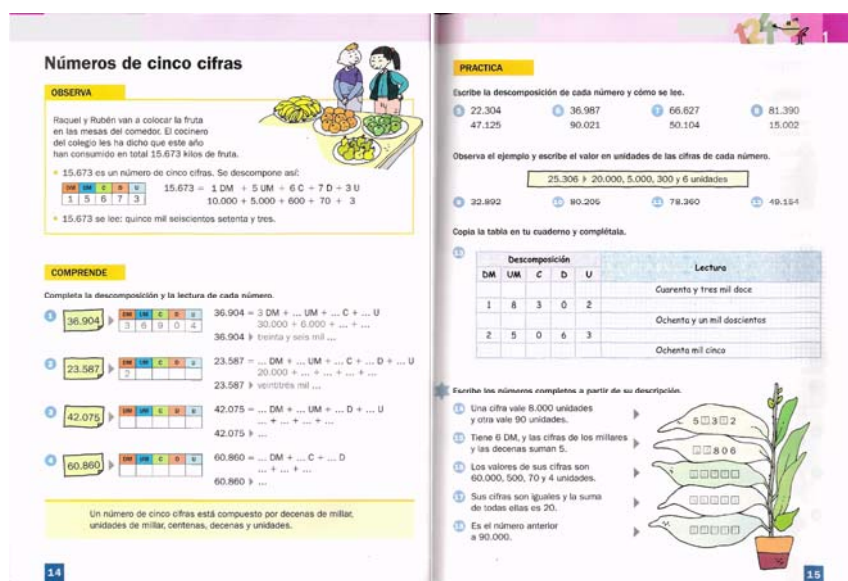 Números de cinco cifras
OBSERVA
Raquel y Rubén van a colocar la fruta
en las mesas del comedor. El cocinero
del colegio les ha dicho que este año
han consumido en total 15.673 kilos de fruta.
15.673 es un número de cinco cifras. Se descompone así:
DM UM C D U
1 5 6 7 3
15.673 = 1 DM + 5 UM + 6 C + 7 D + 3 U
10.000 + 5.000 + 600 + 70 + 3
15.673 se lee: quince mil seiscientos setenta y tres.
COMPRENDE
Completa la descomposición y la lectura de cada número.
1 36.904
DM UM C D U
3 6 9 0 4
36.904 = 3 DM + ... UM + ... C + ... U
30.000 + 6.000 + ... + ...
36.904 treinta y seis mil ...
2 23.587
DM UM C D U
2
23.587 = ... DM + ... UM + ... C + ... D + ... U
20.000 + ... + ... + ... + ...
23.587 veintitrés mil ...
3 42.075
DM UM C D U
42.075 = ... DM + ... UM + ... D + ... U
... + ... + ... + ...
42.075 ...
4 60.860
DM UM C D U
60.860 = ... DM + ... C + ... D
... + ... + ...
60.860 ...
Un número de cinco cifras está compuesto por decenas de millar,
unidades de millar, centenas, decenas y unidades.
14
1
PRACTICA
Escribe la descomposición de cada número y cómo se lee.
5 22.304
47.125
6 36.987
90.021
7 66.627
50.104
8 81.390
15.002
Observa el ejemplo y escribe el valor en unidades de las cifras de cada número.
25.306 20.000, 5.000, 300 y 6 unidades
9 32.892
10 80.205
11 78.360
12 49.154
Copia la tabla en tu cuaderno y complétala.
13
Descomposición
Lectura
DM UM C D U
Cuarenta y tres mil doce
1 8 3 0 2
Ochenta y un mil doscientos
2 5 0 6 3
Ochenta mil cinco
Escribe los números completos a partir de su descripción.
14 Una cifra vale 8.000 unidades
y otra vale 90 unidades.
5 3 2
15 Tiene 6 DM, y las cifras de los millares
y las decenas suman 5.
806
16 Los valores de sus cifras son
60.000, 500, 70 y 4 unidades.
17 Sus cifras son iguales y la suma
de todas ellas es 20.
18 Es el número anterior
a 90.000.
15